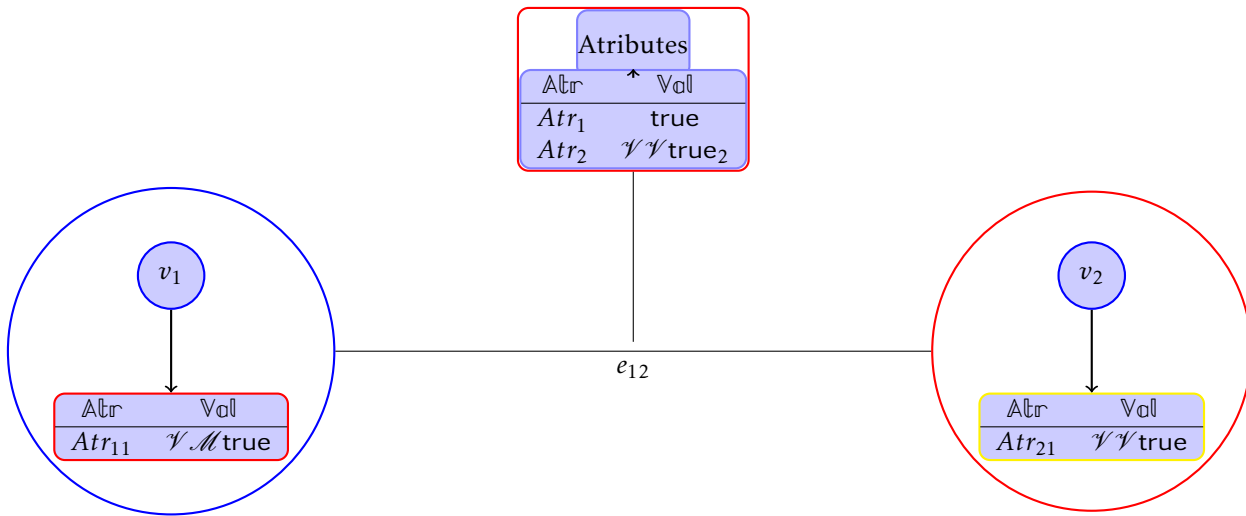 Atributes
𝔸𝕥𝕣 𝕍𝕒𝕝
Atr₁ true
Atr₂ 𝒱𝒱true₂
v₁
v₂
e₁₂
𝔸𝕥𝕣 𝕍𝕒𝕝
Atr₁₁ 𝒱ℳtrue
𝔸𝕥𝕣 𝕍𝕒𝕝
Atr₂₁ 𝒱𝒱true